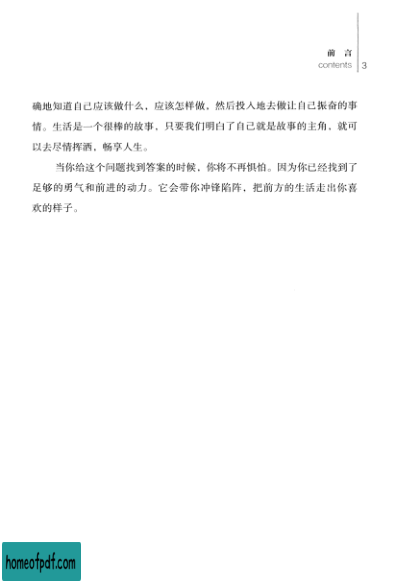 前 言
contents 3
确地知道自己应该做什么，应该怎样做，然后投入地去做让自己振奋的事
情。生活是一个很棒的故事，只要我们明白了自己就是故事的主角，就可
以去尽情挥洒，畅享人生。
当你给这个问题找到答案的时候，你将不再惧怕。因为你已经找到了
足够的勇气和前进的动力。它会带你冲锋陷阵，把前方的生活走出你喜
欢的样子。
homeofpdf.com